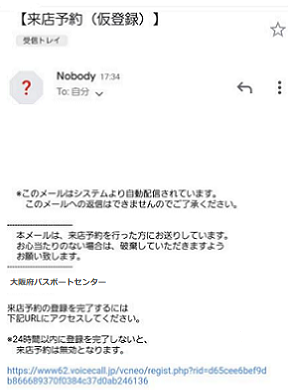 【来店予約（仮登録）】
受信トレイ
Nobody 17:34
To: 自分
?
*このメールはシステムより自動配信されています。
このメールへの返信はできませんのでご了承ください。
------------------------
本メールは、来店予約を行った方にお送りしています。
お心当たりのない場合は、破棄していただきますよう
お願い致します。
------------------------
大阪府パスポートセンター
来店予約の登録を完了するには
下記URLにアクセスしてください。
*24時間以内に登録を完了しないと、
来店予約は無効となります。
https://www62.voicecall.jp/vcneo/regist.php?rid=d65cee6bef9d
b866689370f0384c37d0ab246136